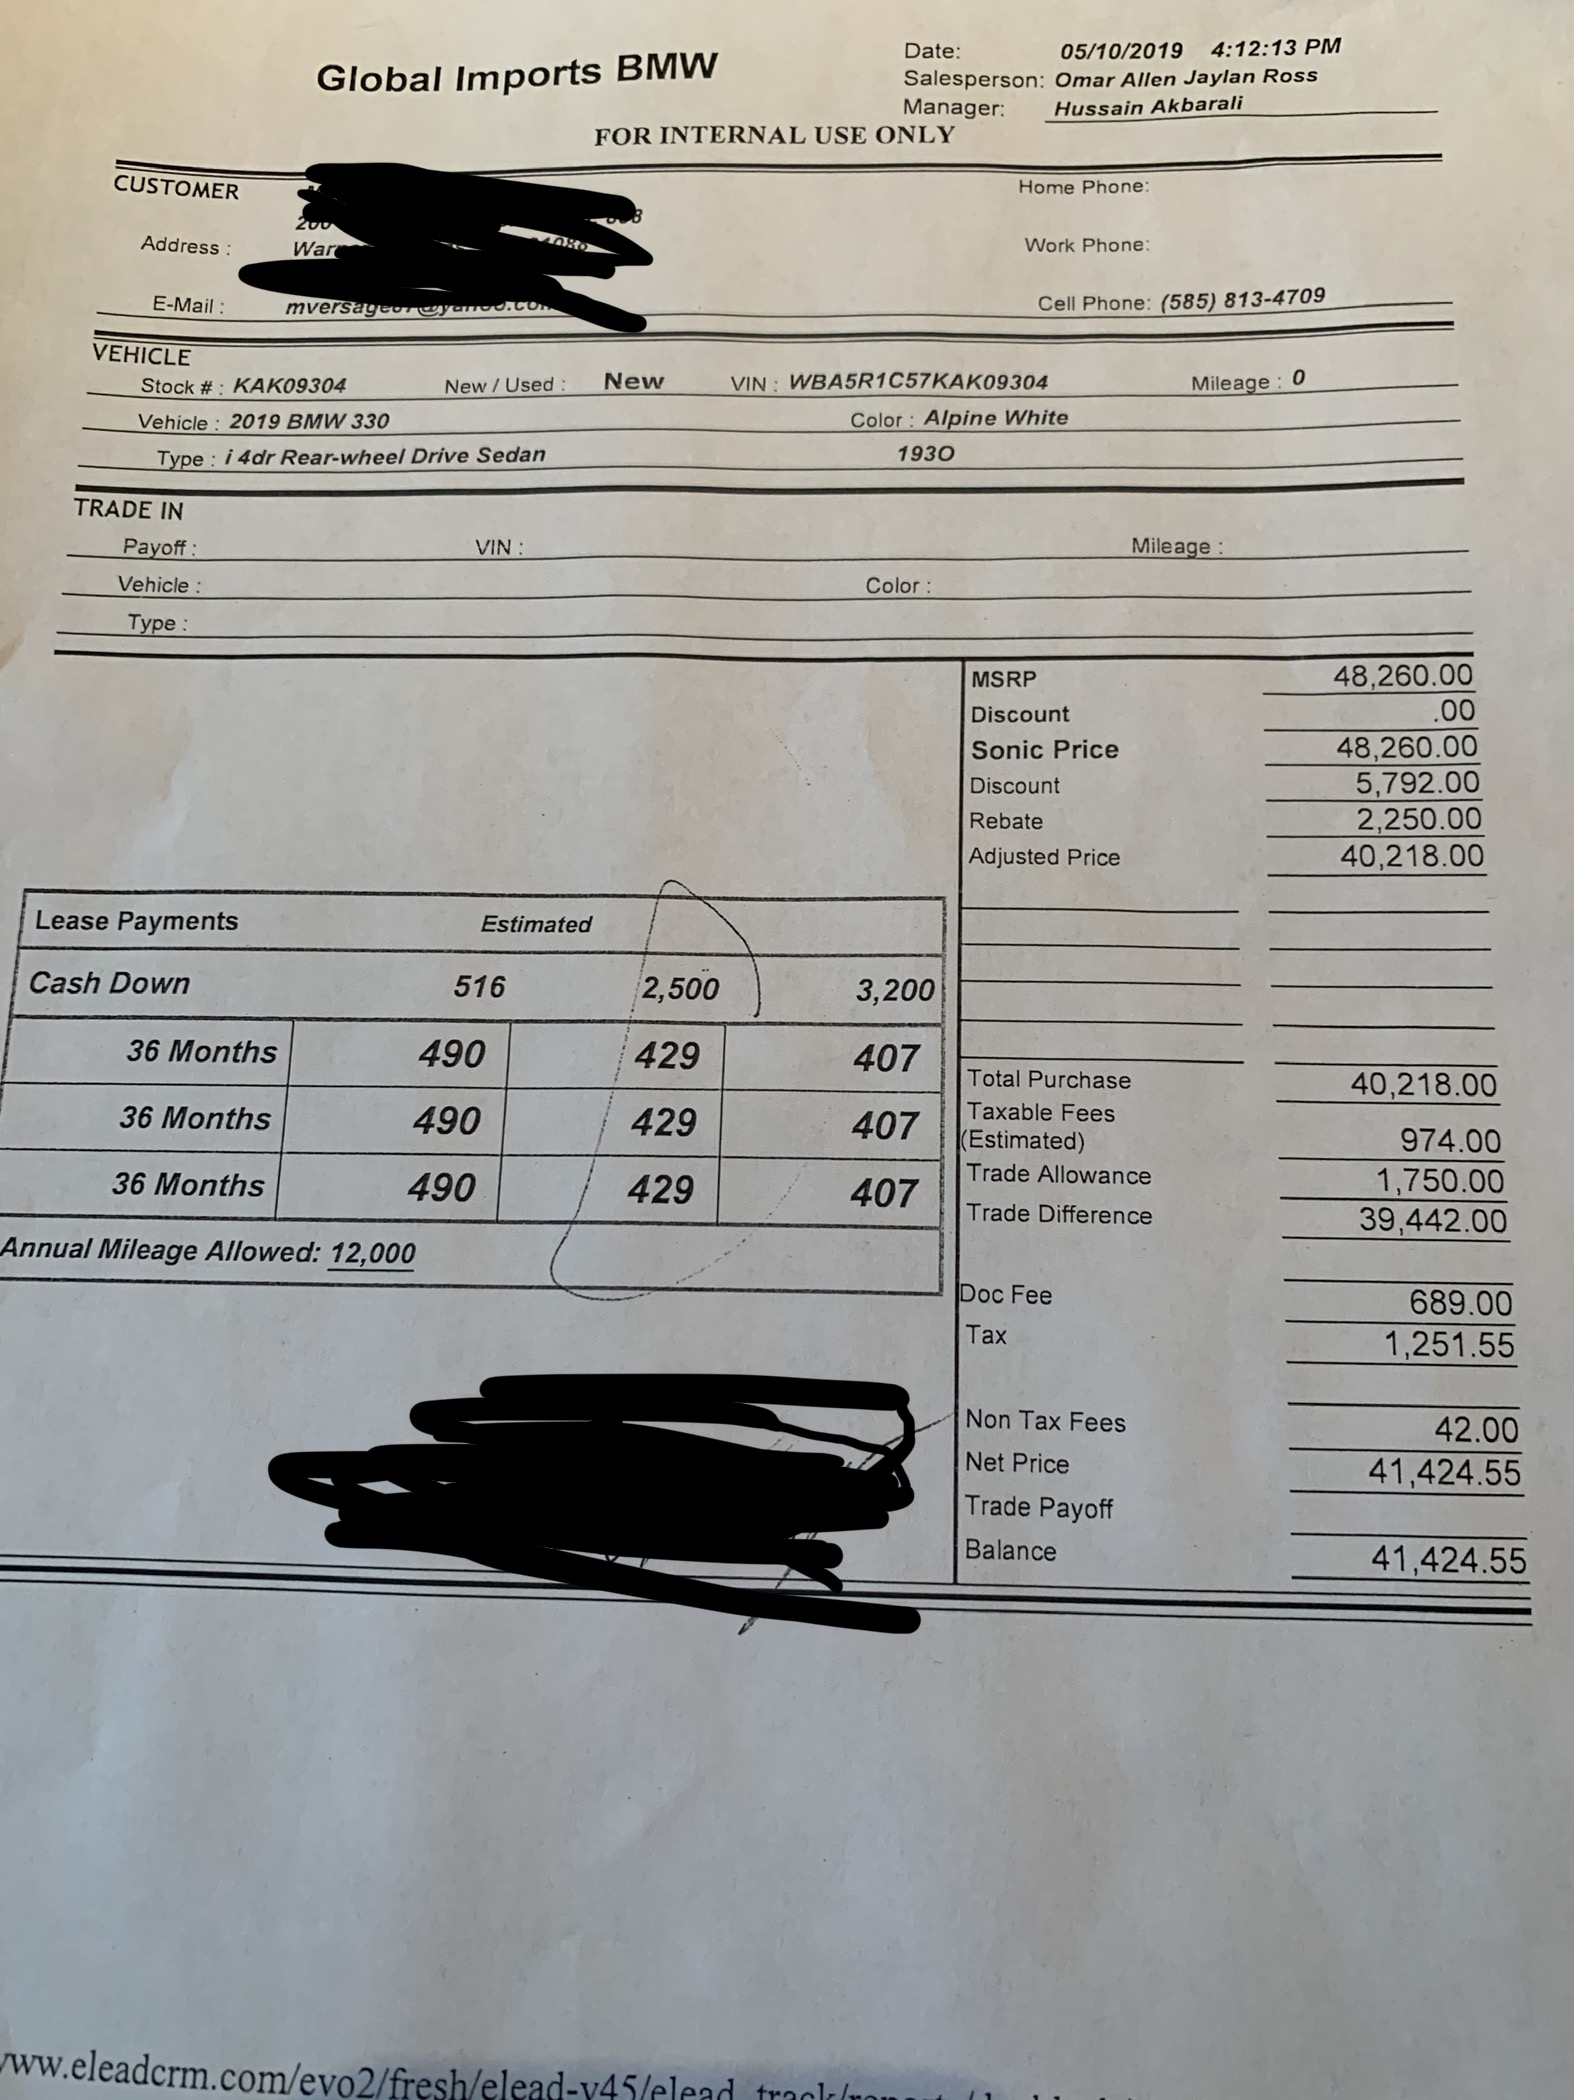 Global Imports BMW
Date: 05/10/2019 4:12:13 PM
Salesperson: Omar Allen Jaylan Ross
Manager: Hussain Akbarali
FOR INTERNAL USE ONLY
CUSTOMER
Home Phone:
Address :
Work Phone:
E-Mail :
Cell Phone: (585) 813-4709
VEHICLE
Stock # : KAK09304 New / Used : New VIN : WBA5R1C57KAK09304 Mileage : 0
Vehicle : 2019 BMW 330 Color : Alpine White
Type : i 4dr Rear-wheel Drive Sedan 193O
TRADE IN
Payoff : VIN : Mileage :
Vehicle : Color :
Type :
MSRP 48,260.00
Discount .00
Sonic Price 48,260.00
Discount 5,792.00
Rebate 2,250.00
Adjusted Price 40,218.00
Lease Payments Estimated
Cash Down 516 2,500 3,200
36 Months 490 429 407
36 Months 490 429 407
36 Months 490 429 407
Annual Mileage Allowed: 12,000
Total Purchase 40,218.00
Taxable Fees
(Estimated) 974.00
Trade Allowance 1,750.00
Trade Difference 39,442.00
Doc Fee 689.00
Tax 1,251.55
Non Tax Fees 42.00
Net Price 41,424.55
Trade Payoff
Balance 41,424.55
www.eleadcrm.com/evo2/fresh/elead-v45/elead_track/